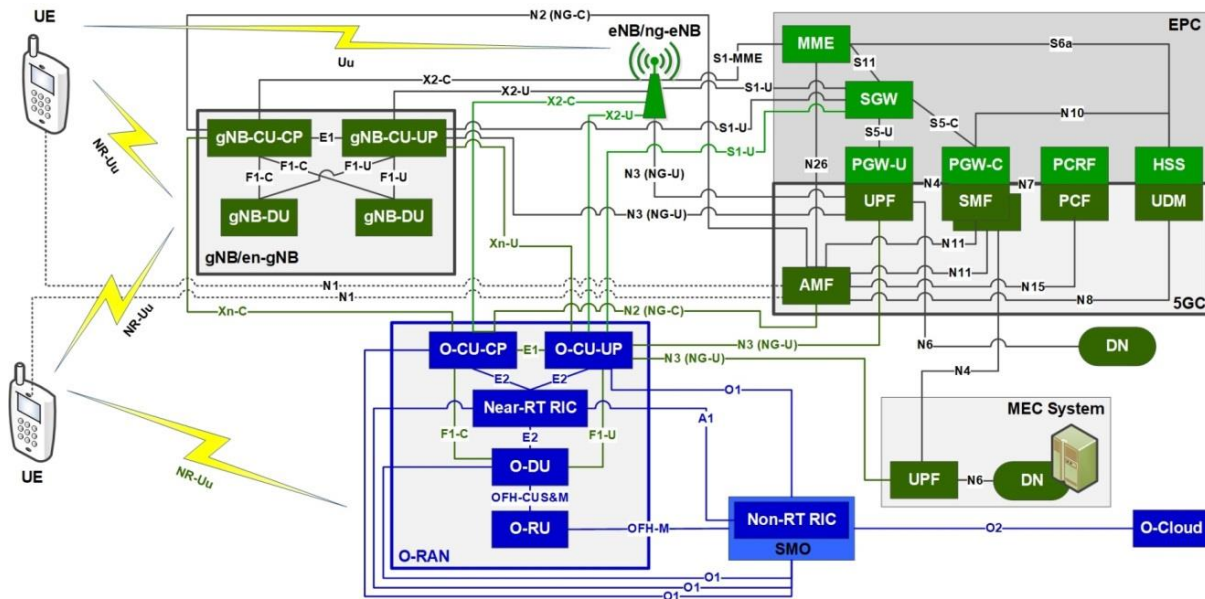 UE
N2 (NG-C)
eNB/ng-eNB
EPC
MME
S6a
Uu
S1-MME
S11
X2-C
X2-U
S1-U
SGW
X2-C
X2-U
S1-U
N10
gNB-CU-CP
E1
gNB-CU-UP
S5-U
S5-C
S1-U
NR-Uu
F1-C
F1-U
F1-C
F1-U
N3 (NG-U)
N26
PGW-U
PGW-C
PCRF
HSS
N4
N7
gNB-DU
gNB-DU
UPF
SMF
PCF
UDM
N3 (NG-U)
Xn-U
N11
gNB/en-gNB
N11
N1
N1
AMF
N15
N8
5GC
NR-Uu
Xn-C
N2 (NG-C)
O-CU-CP
E1
O-CU-UP
N3 (NG-U)
N6
DN
N3 (NG-U)
N4
E2
E2
O1
Near-RT RIC
A1
MEC System
F1-C
E2
F1-U
O-DU
NR-Uu
UE
OFH-CUS&M
UPF
N6
DN
O-RU
OFH-M
Non-RT RIC
O2
O-Cloud
SMO
O-RAN
O1
O1
O1